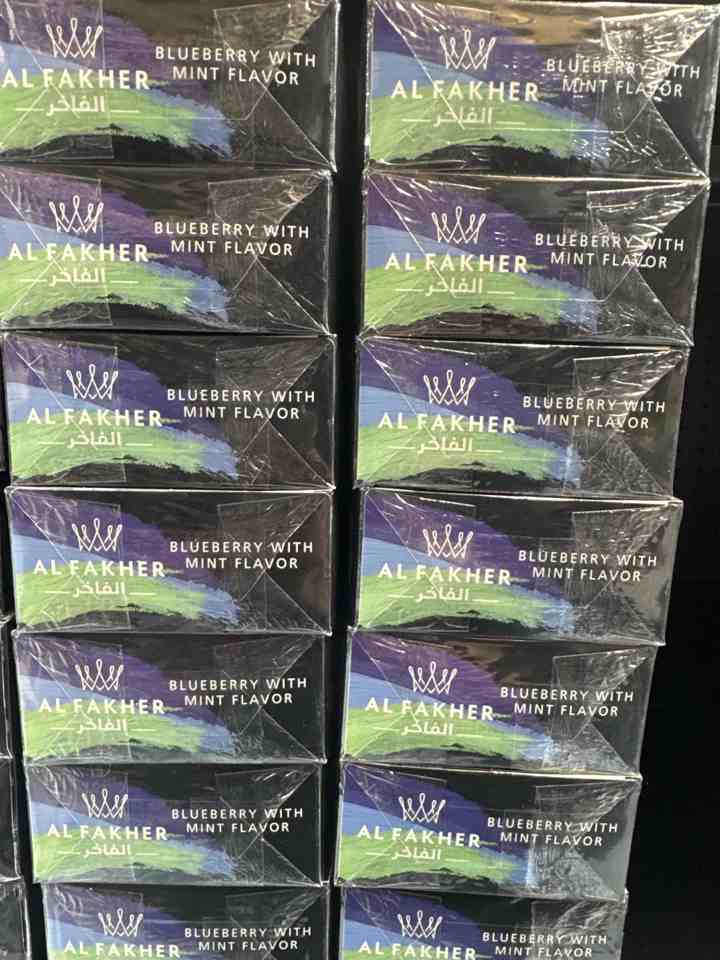 BLUEBERRY WITH
MINT FLAVOR
AL FAKHER
الفاخر
BLUEBERRY WITH
MINT FLAVOR
AL FAKHER
الفاخر
BLUEBERRY WITH
MINT FLAVOR
AL FAKHER
الفاخر
BLUEBERRY WITH
MINT FLAVOR
AL FAKHER
الفاخر
BLUEBERRY WITH
MINT FLAVOR
AL FAKHER
الفاخر
BLUEBERRY WITH
MINT FLAVOR
AL FAKHER
الفاخر
BLUEBERRY WITH
MINT FLAVOR
AL FAKHER
الفاخر
BLUEBERRY WITH
MINT FLAVOR
AL FAKHER
الفاخر
BLUEBERRY WITH
MINT FLAVOR
AL FAKHER
الفاخر
BLUEBERRY WITH
MINT FLAVOR
AL FAKHER
الفاخر
BLUEBERRY WITH
MINT FLAVOR
AL FAKHER
الفاخر
BLUEBERRY WITH
MINT FLAVOR
AL FAKHER
الفاخر
BLUEBERRY WITH
MINT FLAVOR
AL FAKHER
BLUEBERRY WITH
MINT FLAVOR
AL FAKHER